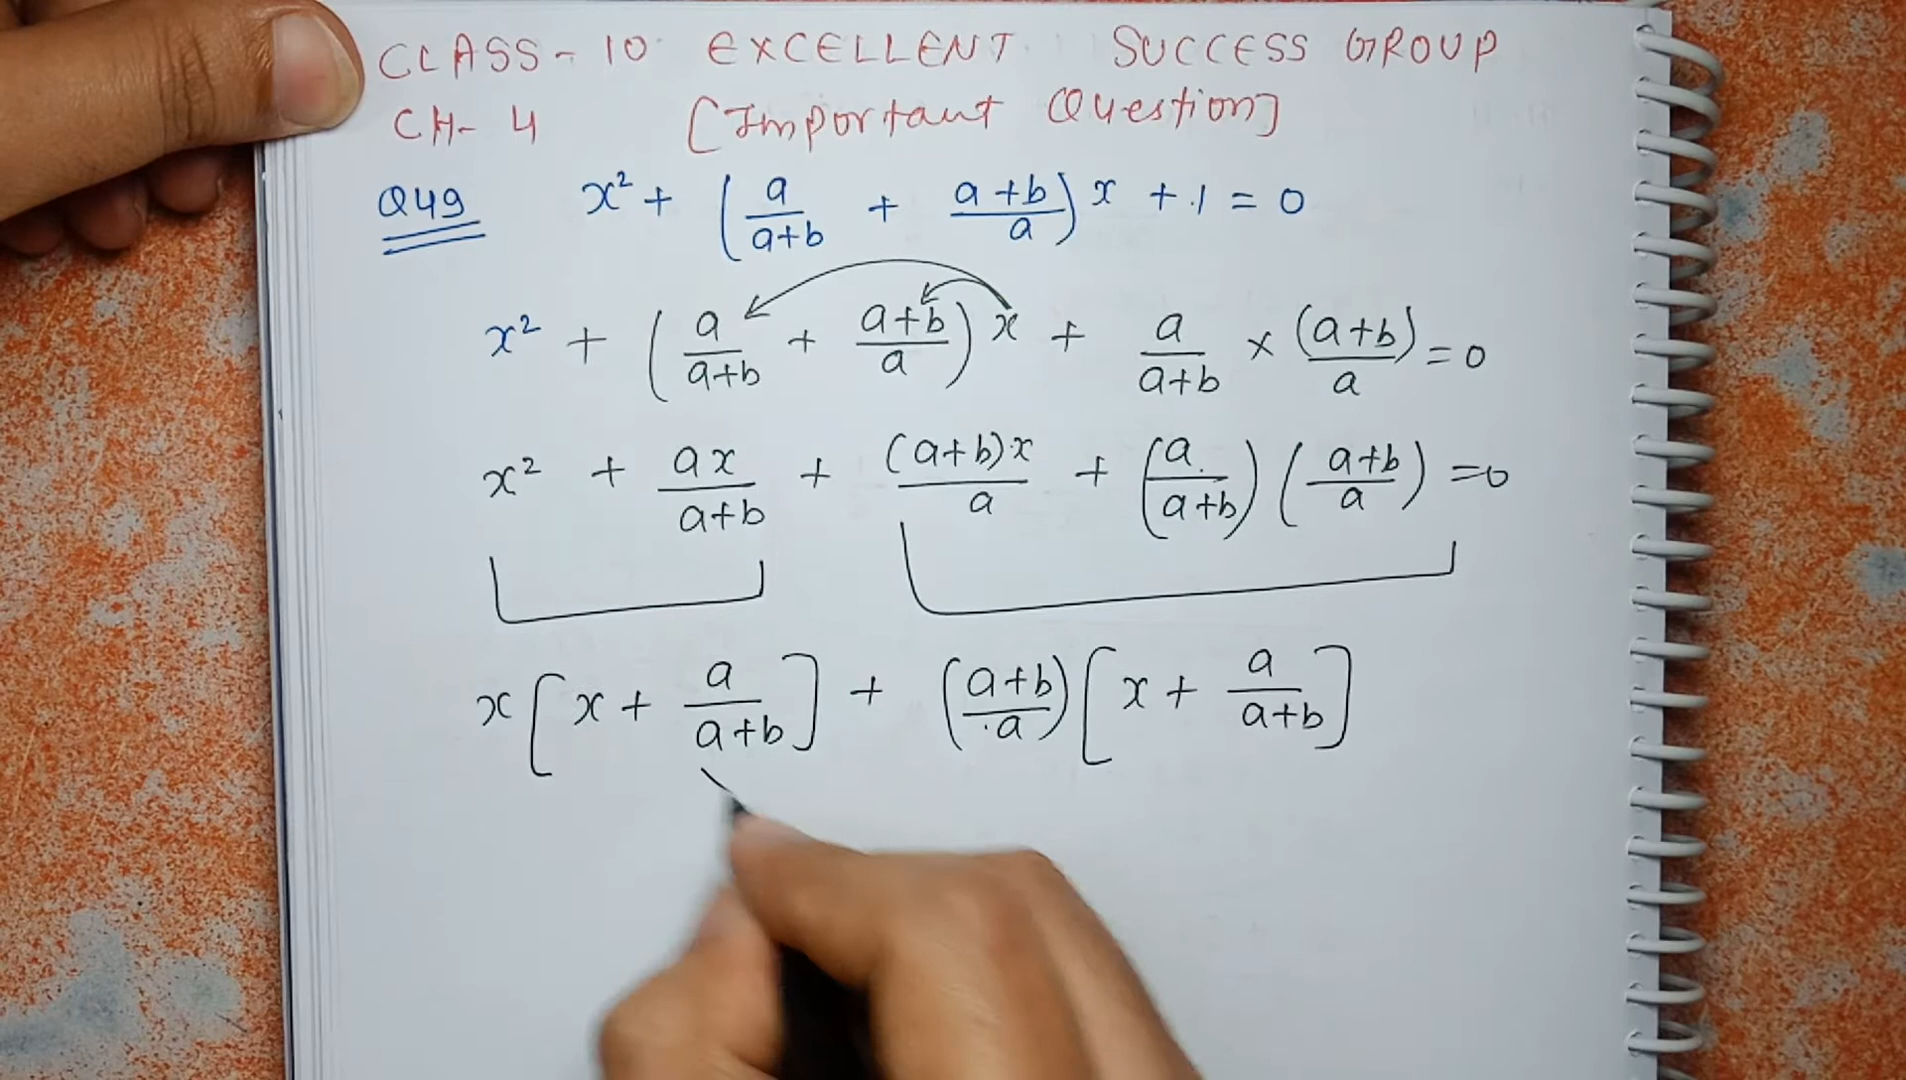 CLASS - 10 EXCELLENT SUCCESS GROUP
CH- 4 [Important Question]
Q49 x² + (a/(a+b) + (a+b)/a) x + 1 = 0
x² + (a/(a+b) + (a+b)/a) x + a/(a+b) × (a+b)/a = 0
x² + ax/(a+b) + (a+b)x/a + (a/(a+b)) ((a+b)/a) = 0
x [x + a/(a+b)] + ((a+b)/a) [x + a/(a+b)]